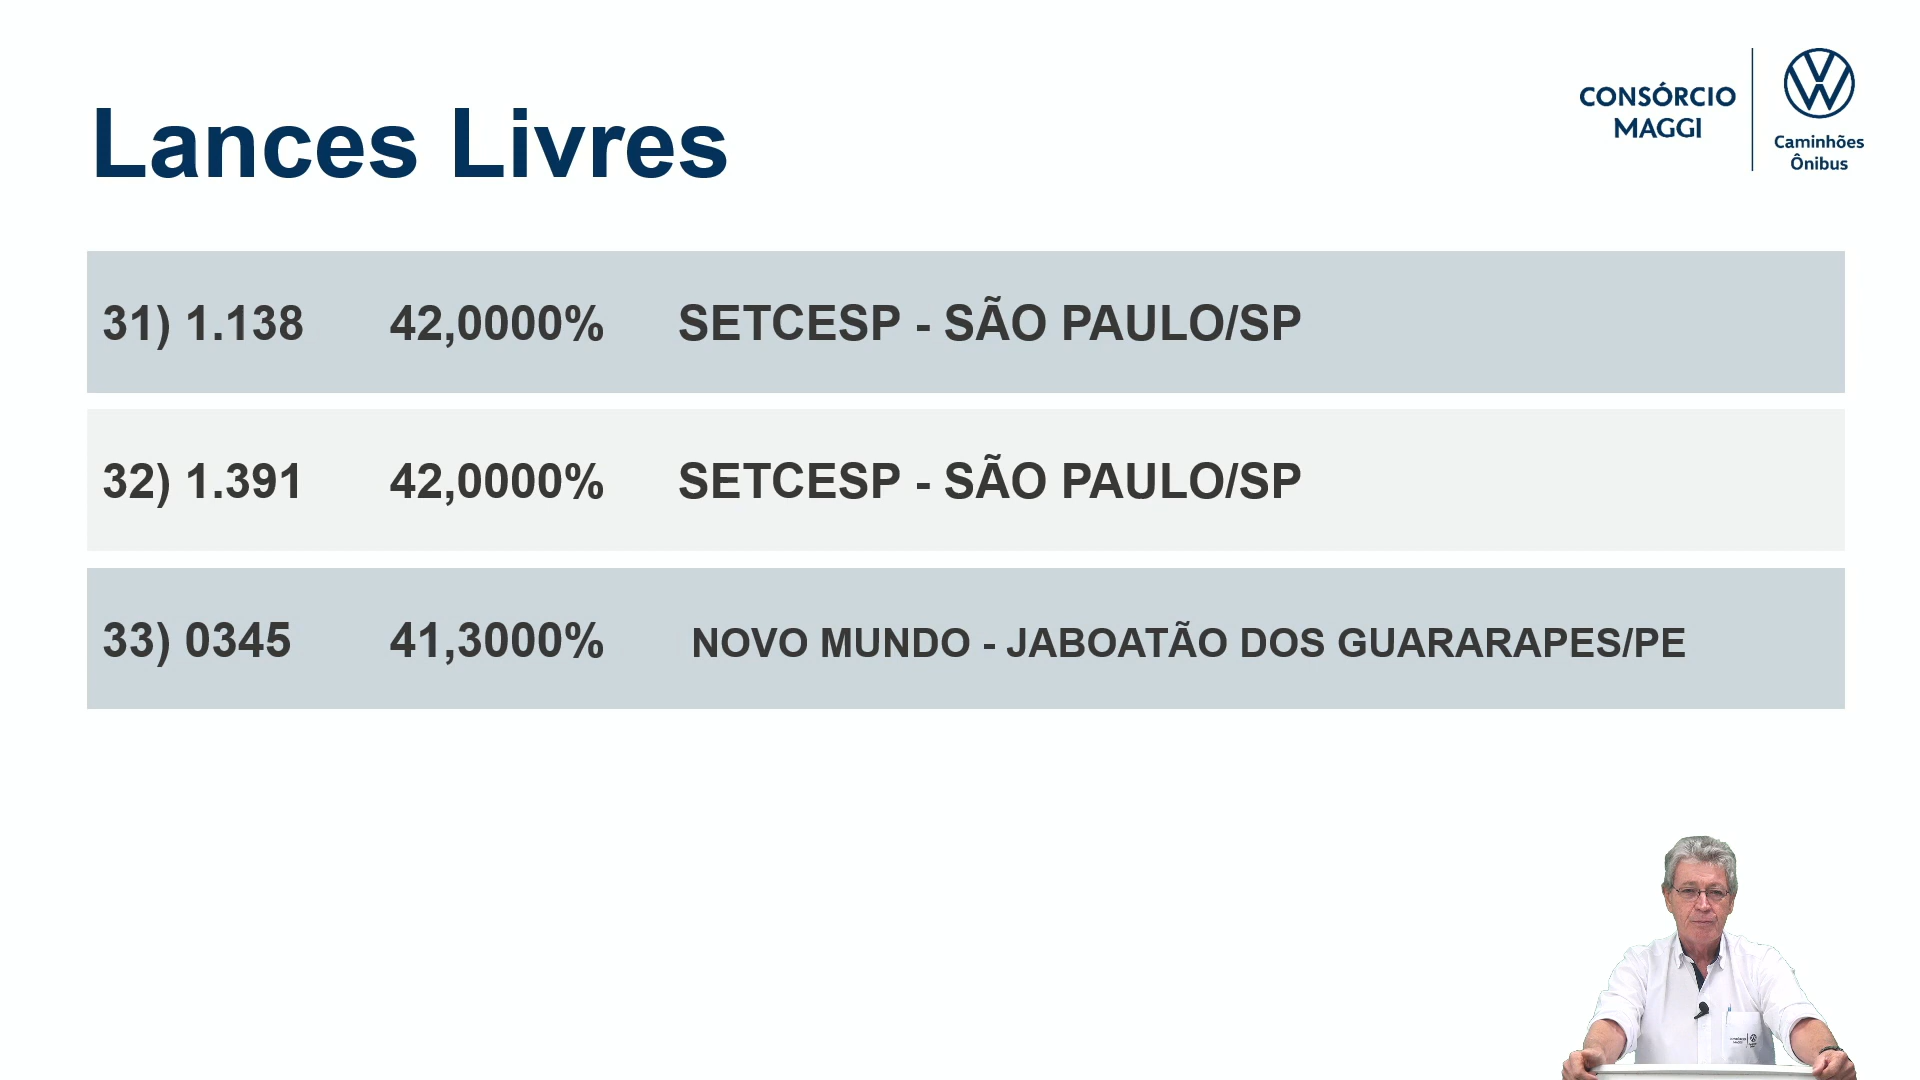 Lances Livres
CONSÓRCIO
MAGGI
Caminhões
Ônibus
31) 1.138 42,0000% SETCESP - SÃO PAULO/SP
32) 1.391 42,0000% SETCESP - SÃO PAULO/SP
33) 0345 41,3000% NOVO MUNDO - JABOATÃO DOS GUARARAPES/PE